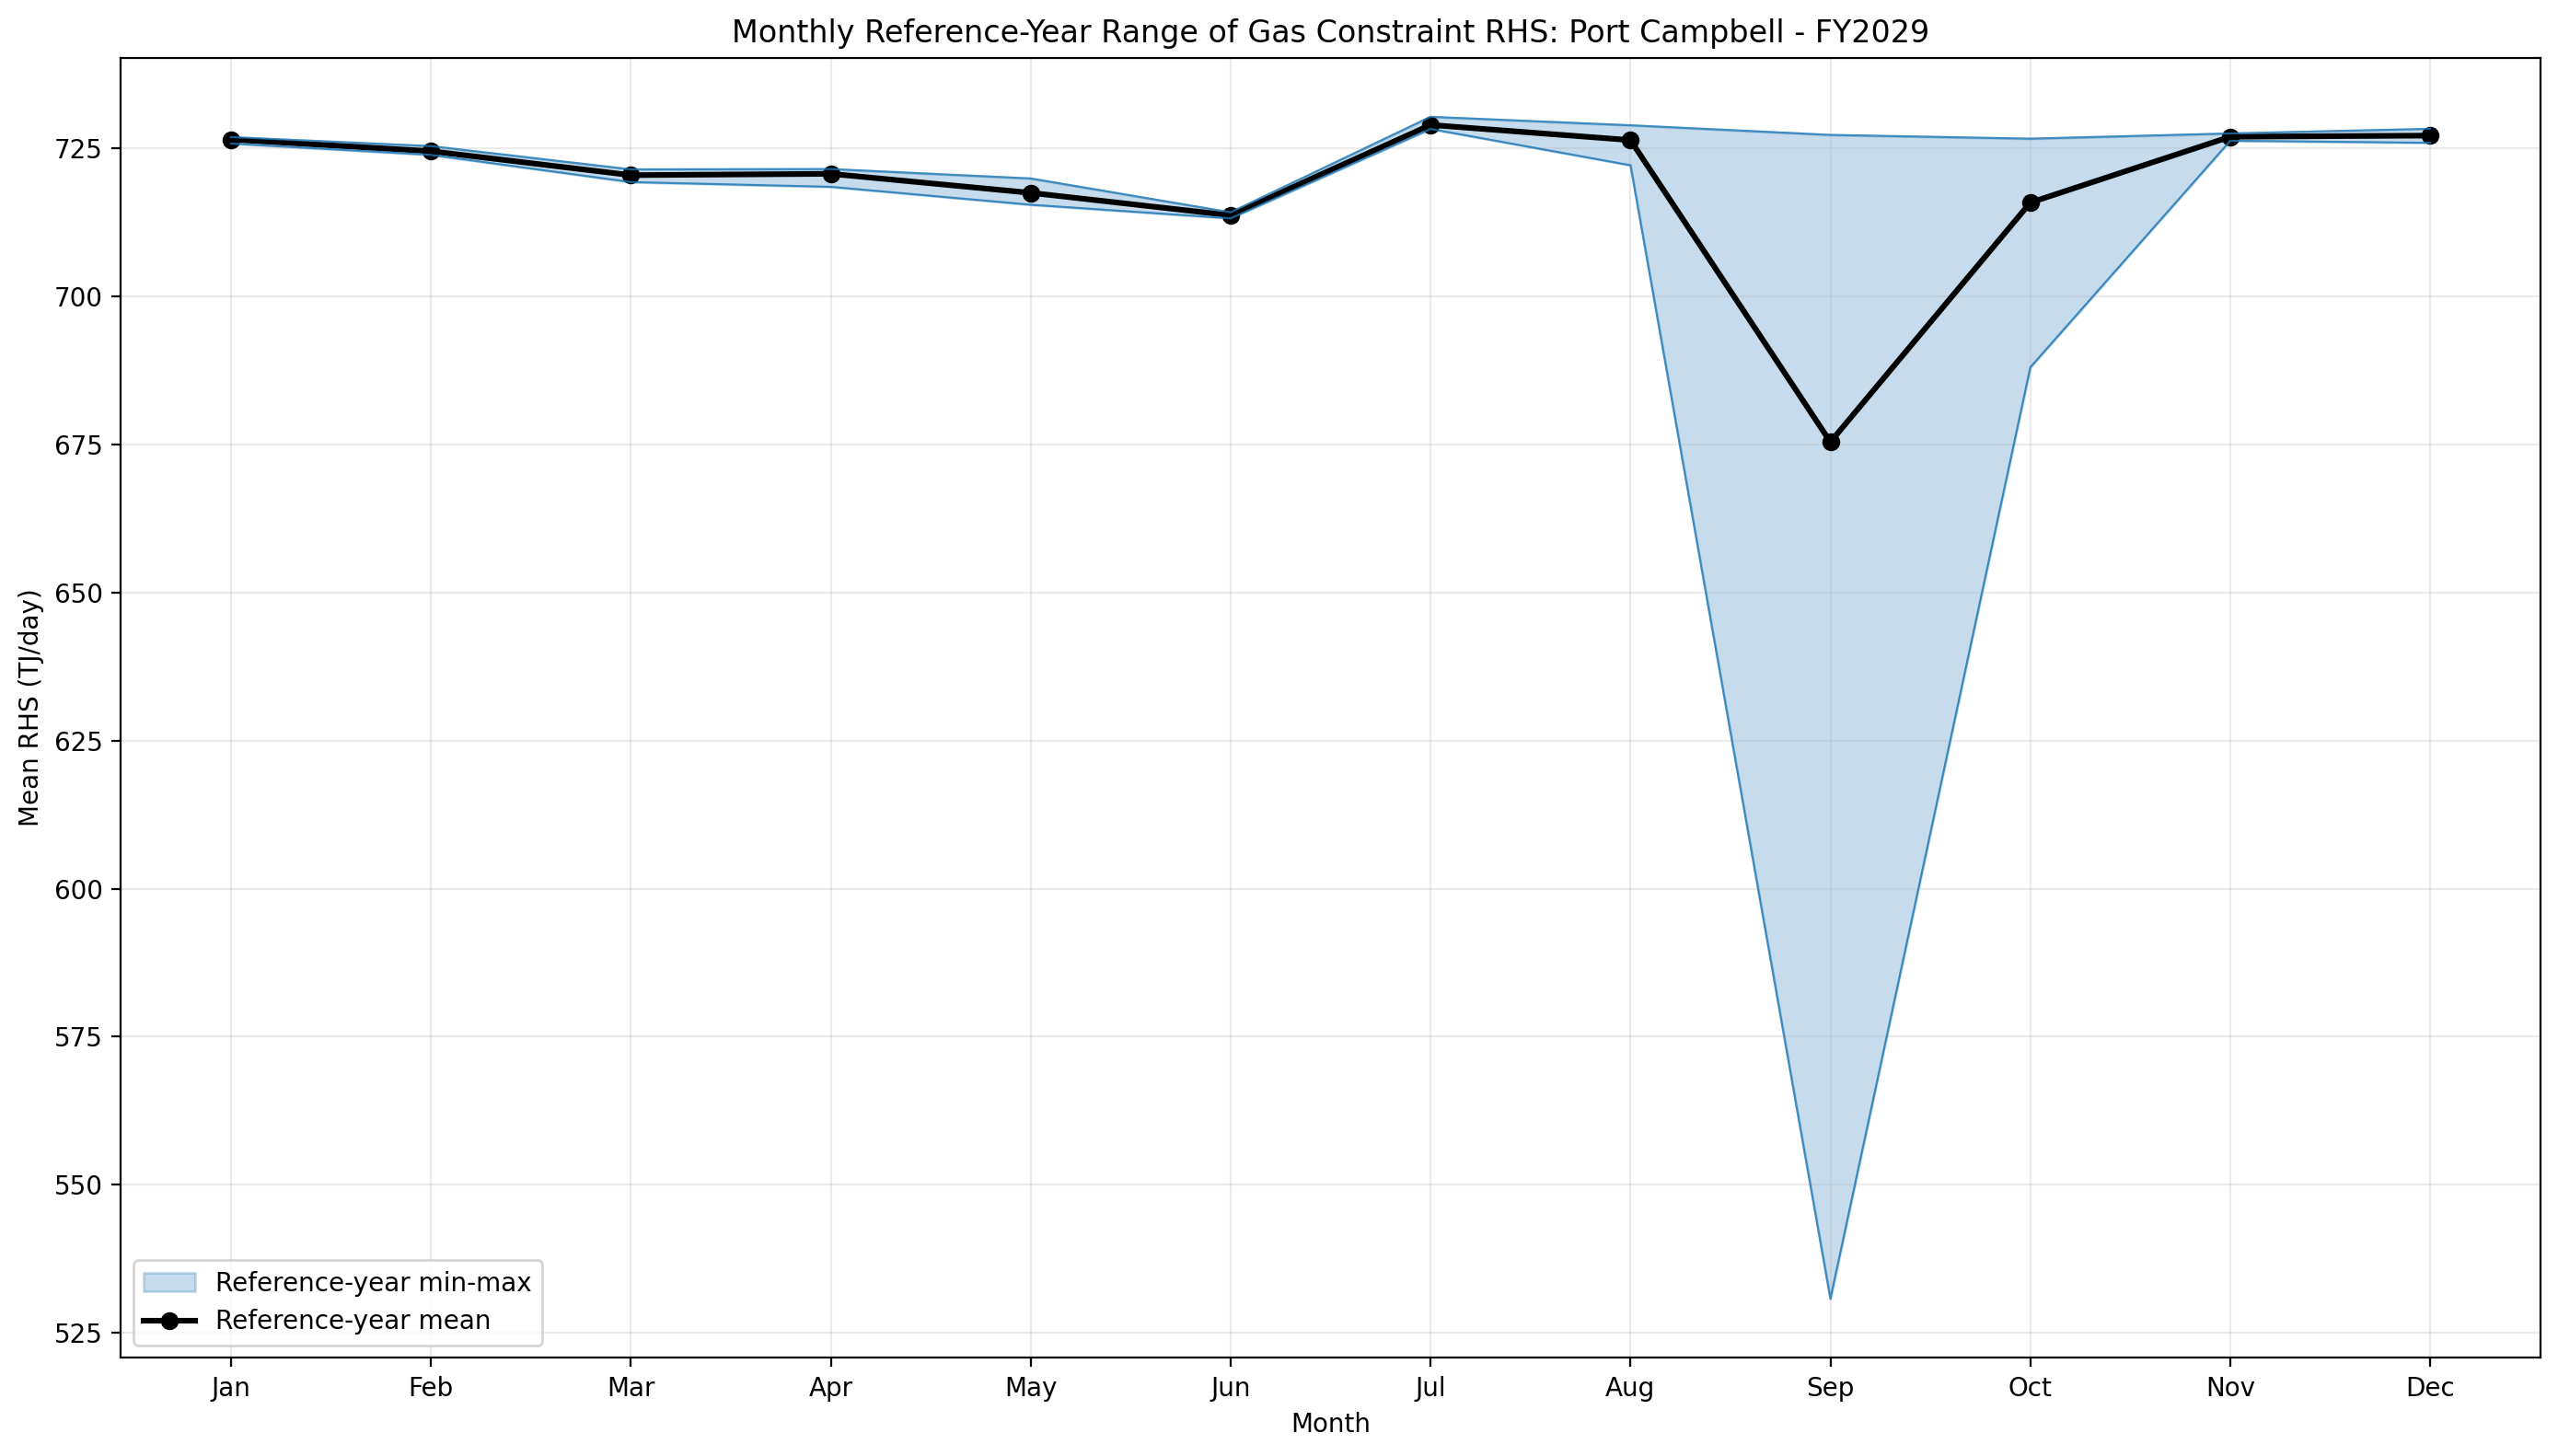 Monthly Reference-Year Range of Gas Constraint RHS: Port Campbell - FY2029
Mean RHS (TJ/day)
725
700
675
650
625
600
575
550
525
Reference-year min-max
Reference-year mean
Jan Feb Mar Apr May Jun Jul Aug Sep Oct Nov Dec
Month